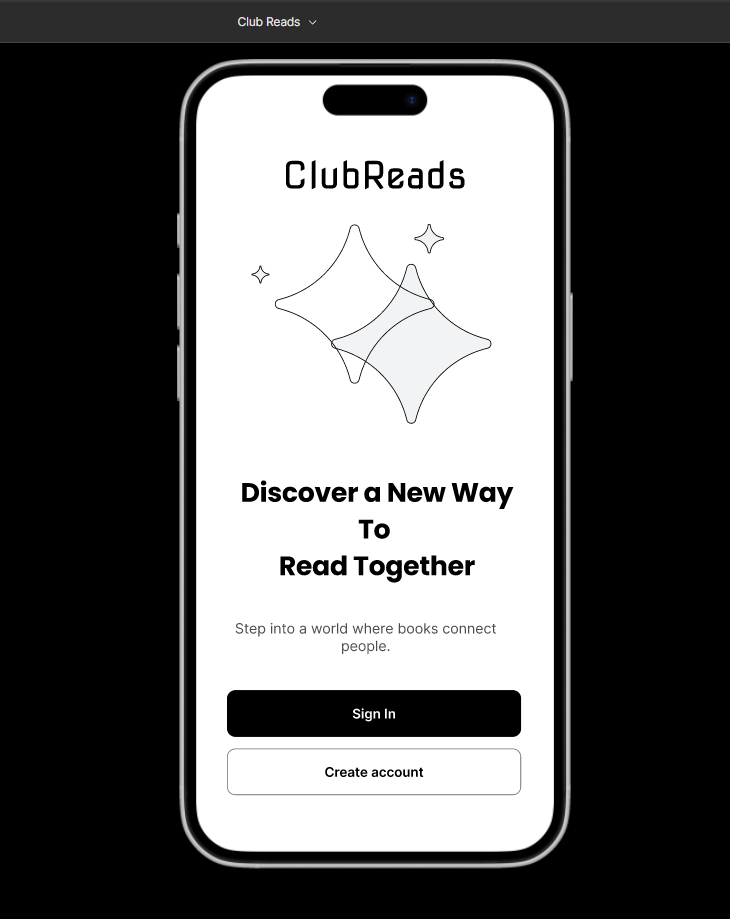 Club Reads
ClubReads
Discover a New Way
To
Read Together
Step into a world where books connect
people.
Sign In
Create account